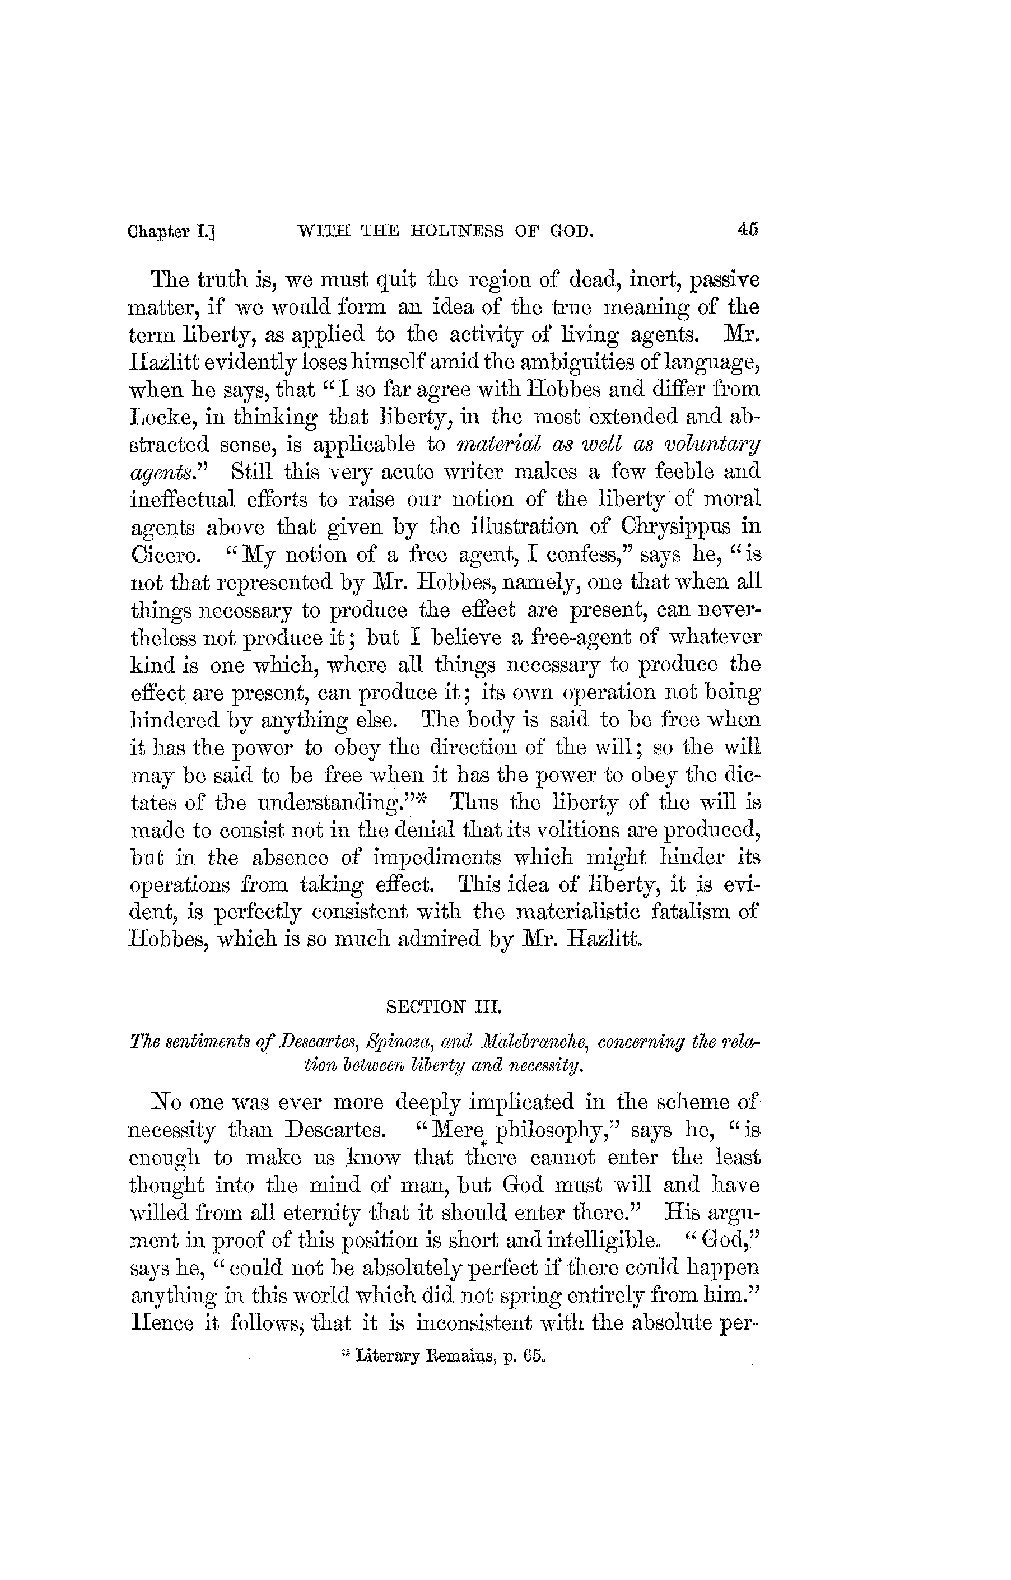 Chapter I.] WITH THE HOLINESS OF GOD. 45
The truth is, we must quit the region of dead, inert, passive
matter, if we would form an idea of the true meaning of the
term liberty, as applied to the activity of living agents. Mr.
Hazlitt evidently loses himself amid the ambiguities of language,
when he says, that “I so far agree with Hobbes and differ from
Locke, in thinking that liberty, in the most extended and ab-
stracted sense, is applicable to material as well as voluntary
agents.” Still this very acute writer makes a few feeble and
ineffectual efforts to raise our notion of the liberty of moral
agents above that given by the illustration of Chrysippus in
Cicero. “My notion of a free agent, I confess,” says he, “is
not that represented by Mr. Hobbes, namely, one that when all
things necessary to produce the effect are present, can never-
theless not produce it; but I believe a free-agent of whatever
kind is one which, where all things necessary to produce the
effect are present, can produce it; its own operation not being
hindered by anything else. The body is said to be free when
it has the power to obey the direction of the will; so the will
may be said to be free when it has the power to obey the dic-
tates of the understanding.”* Thus the liberty of the will is
made to consist not in the denial that its volitions are produced,
but in the absence of impediments which might hinder its
operations from taking effect. This idea of liberty, it is evi-
dent, is perfectly consistent with the materialistic fatalism of
Hobbes, which is so much admired by Mr. Hazlitt.
SECTION III.
The sentiments of Descartes, Spinoza, and Malebranche, concerning the rela-
tion between liberty and necessity.
No one was ever more deeply implicated in the scheme of
necessity than Descartes. “Mere philosophy,” says he, “is
enough to make us know that there cannot enter the least
thought into the mind of man, but God must will and have
willed from all eternity that it should enter there.” His argu-
ment in proof of this position is short and intelligible. “God,”
says he, “could not be absolutely perfect if there could happen
anything in this world which did not spring entirely from him.”
Hence it follows, that it is inconsistent with the absolute per-
* Literary Remains, p. 65.